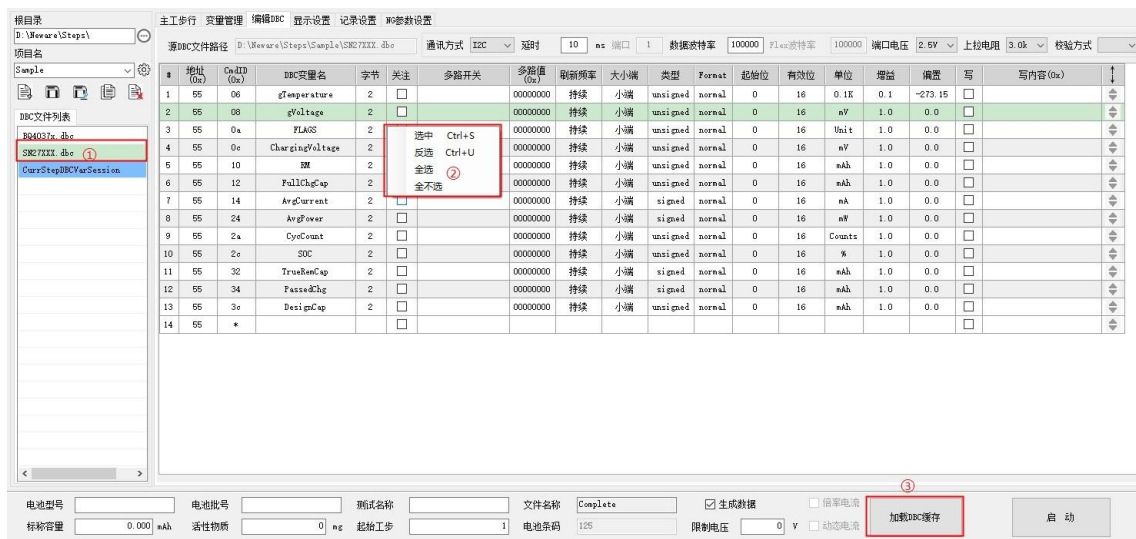 根目录
D:\Neware\Steps\
项目名
Sample
DBC文件列表
BQ4037x.dbc
SN27XXX.dbc ①
CurrStepDBCVarSession
主工步行 变量管理 编辑DBC 显示设置 记录设置 NG参数设置
源DBC文件路径 D:\Neware\Steps\Sample\SN27XXX.dbc 通讯方式 I2C 延时 10 ms 端口 1 数据波特率 100000 Flex波特率 100000 端口电压 2.5V 上拉电阻 3.0k 校验方式
# 地址(0x) CmdID(0x) DBC变量名 字节 关注 多路开关 多路值(0x) 刷新频率 大小端 类型 Format 起始位 有效位 单位 增益 偏置 写 写内容(0x)
1 55 06 gTemperature 2 00000000 持续 小端 unsigned normal 0 16 0.1K 0.1 -273.15
2 55 08 gVoltage 2 00000000 持续 小端 unsigned normal 0 16 mV 1.0 0.0
3 55 0a FLAGS 2 00000000 持续 小端 unsigned normal 0 16 Unit 1.0 0.0
4 55 0c ChargingVoltage 2 00000000 持续 小端 unsigned normal 0 16 mV 1.0 0.0
5 55 10 RM 2 00000000 持续 小端 unsigned normal 0 16 mAh 1.0 0.0
6 55 12 FullChgCap 2 00000000 持续 小端 unsigned normal 0 16 mAh 1.0 0.0
7 55 14 AvgCurrent 2 00000000 持续 小端 signed normal 0 16 mA 1.0 0.0
8 55 24 AvgPower 2 00000000 持续 小端 signed normal 0 16 mW 1.0 0.0
9 55 2a CycCount 2 00000000 持续 小端 unsigned normal 0 16 Counts 1.0 0.0
10 55 2c SOC 2 00000000 持续 小端 unsigned normal 0 16 % 1.0 0.0
11 55 32 TrueRemCap 2 00000000 持续 小端 signed normal 0 16 mAh 1.0 0.0
12 55 34 PassedChg 2 00000000 持续 小端 signed normal 0 16 mAh 1.0 0.0
13 55 3c DesignCap 2 00000000 持续 小端 unsigned normal 0 16 mAh 1.0 0.0
14 55 *
选中 Ctrl+S
反选 Ctrl+U
全选 ②
全不选
③
电池型号 电池批号 测试名称 文件名称 Complete 生成数据 倍率电流 加载DBC缓存 启 动
标称容量 0.000 mAh 活性物质 0 mg 起始工步 1 电池条码 125 限制电压 0 V 动态电流